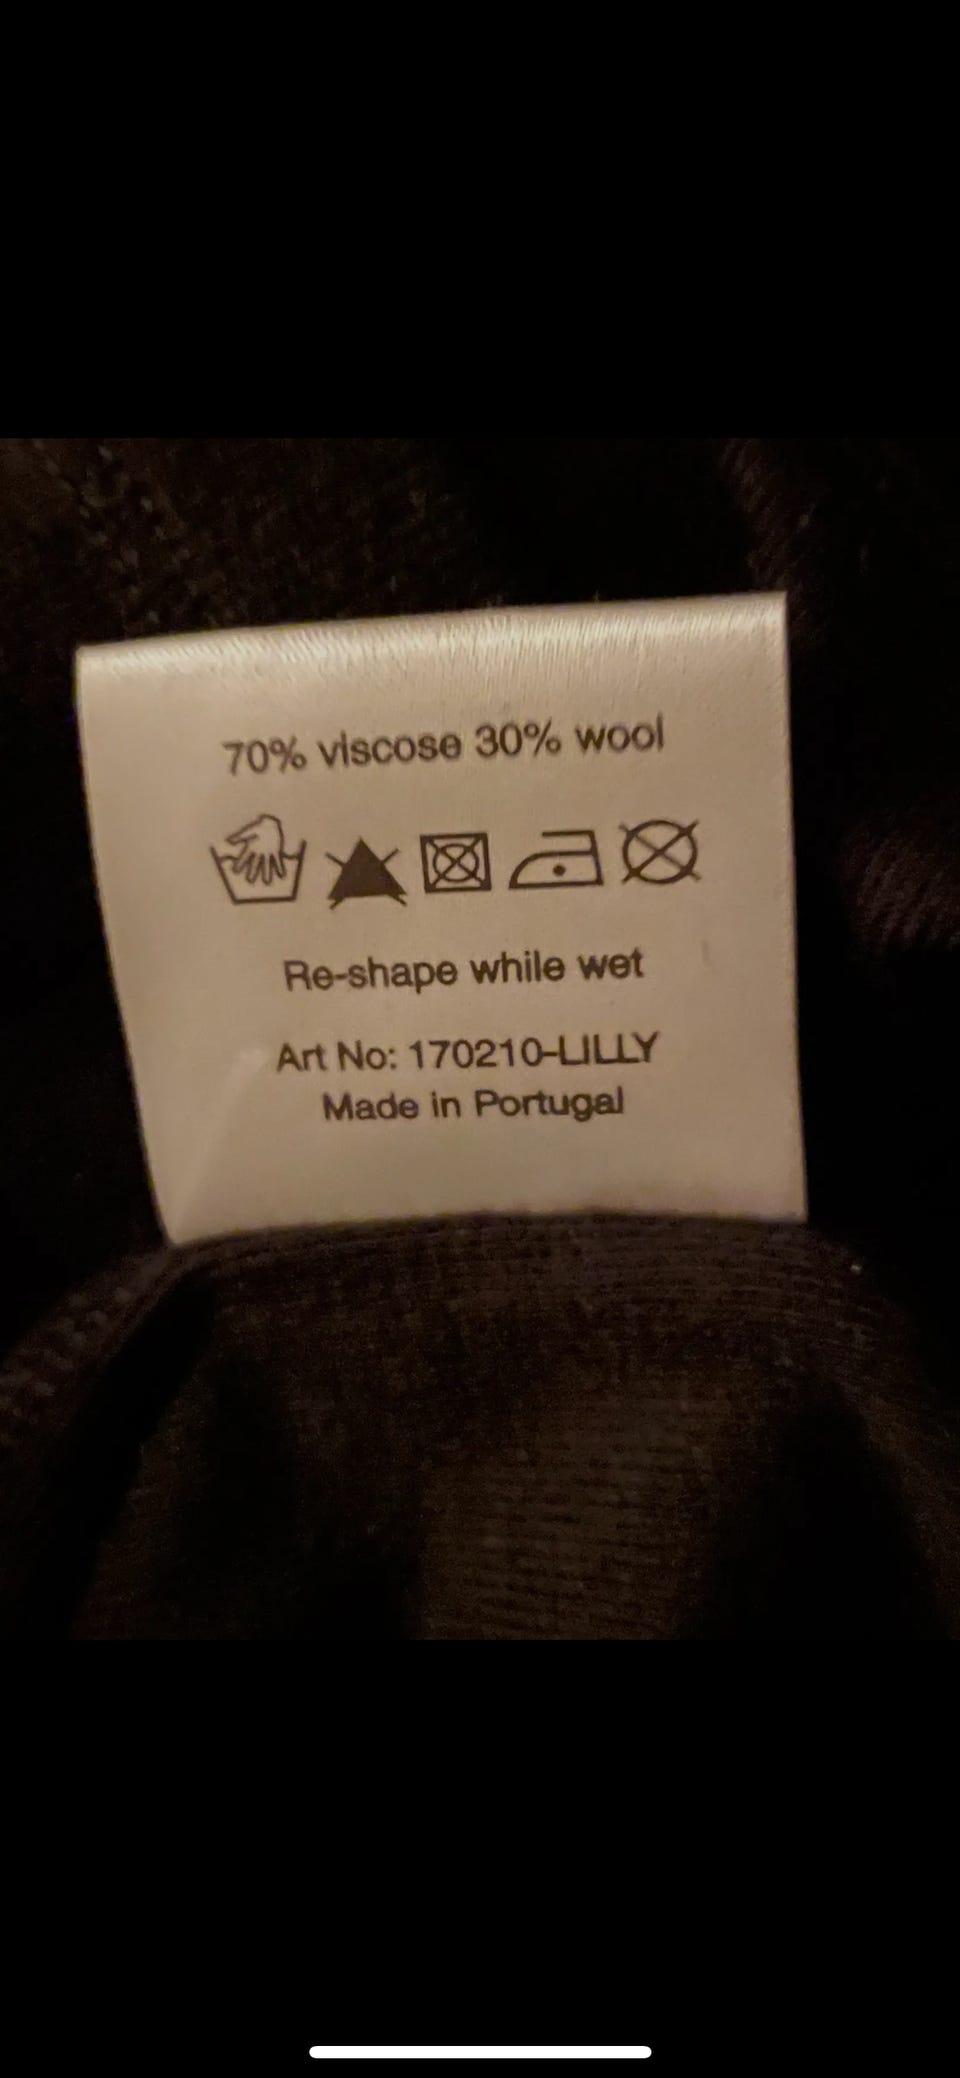 70% viscose 30% wool
Re-shape while wet
Art No: 170210-LILLY
Made in Portugal